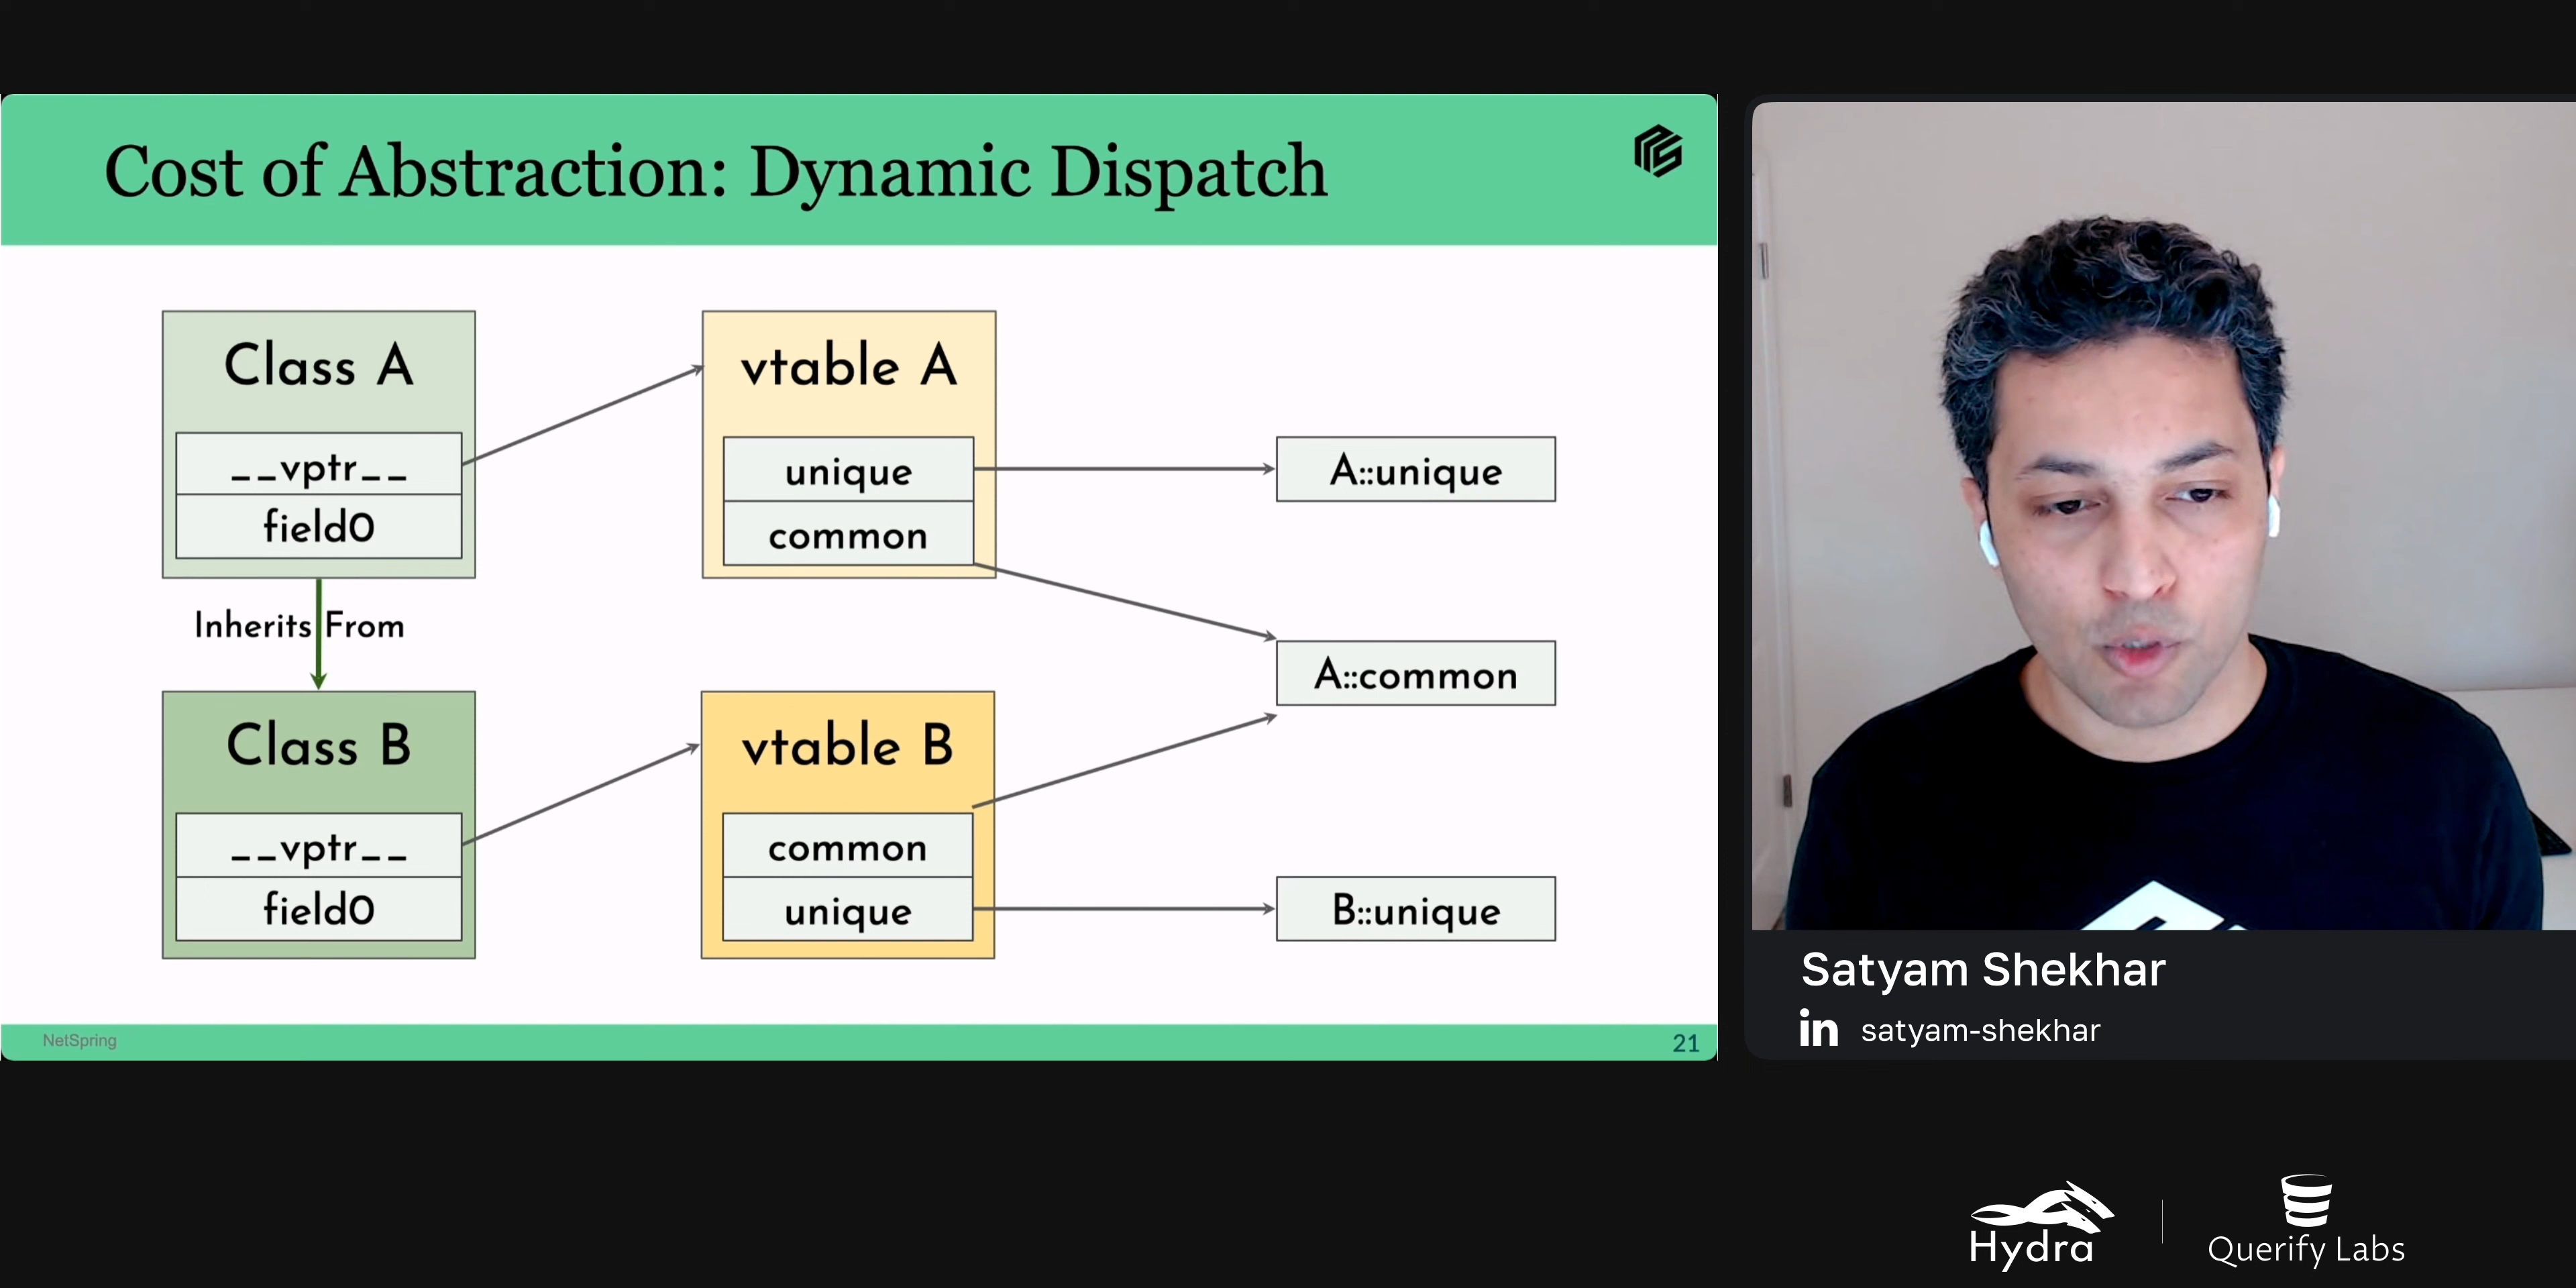 Cost of Abstraction: Dynamic Dispatch
Class A
__vptr__
field0
vtable A
unique
common
A::unique
Inherits From
A::common
Class B
__vptr__
field0
vtable B
common
unique
B::unique
NetSpring
21
Satyam Shekhar
in satyam-shekhar
Hydra
Querify Labs